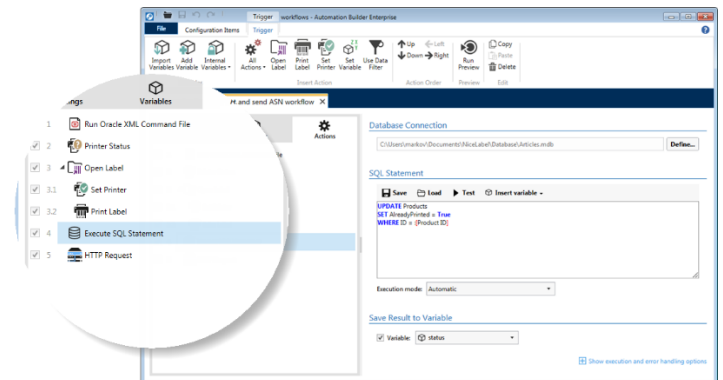 Trigger workflows - Automation Builder Enterprise
File Configuration Items Trigger
Import Variables
Add Variable
Internal Variables
All Actions
Open Label
Print Label
Set Printer
Set Variable
Use Data Filter
Up Left
Down Right
Run Preview
Copy
Paste
Delete
Insert Action Action Order Preview Edit
ngs Variables and send ASN workflow X
Actions
1 Run Oracle XML Command File
2 Printer Status
3 Open Label
3.1 Set Printer
3.2 Print Label
4 Execute SQL Statement
5 HTTP Request
Database Connection
C:\Users\markov\Documents\NiceLabel\Database\Articles.mdb Define...
SQL Statement
Save Load Test Insert variable
UPDATE Products
SET AlreadyPrinted = True
WHERE ID = [Product ID]
Execution mode: Automatic
Save Result to Variable
Variable: status
Show execution and error handling options